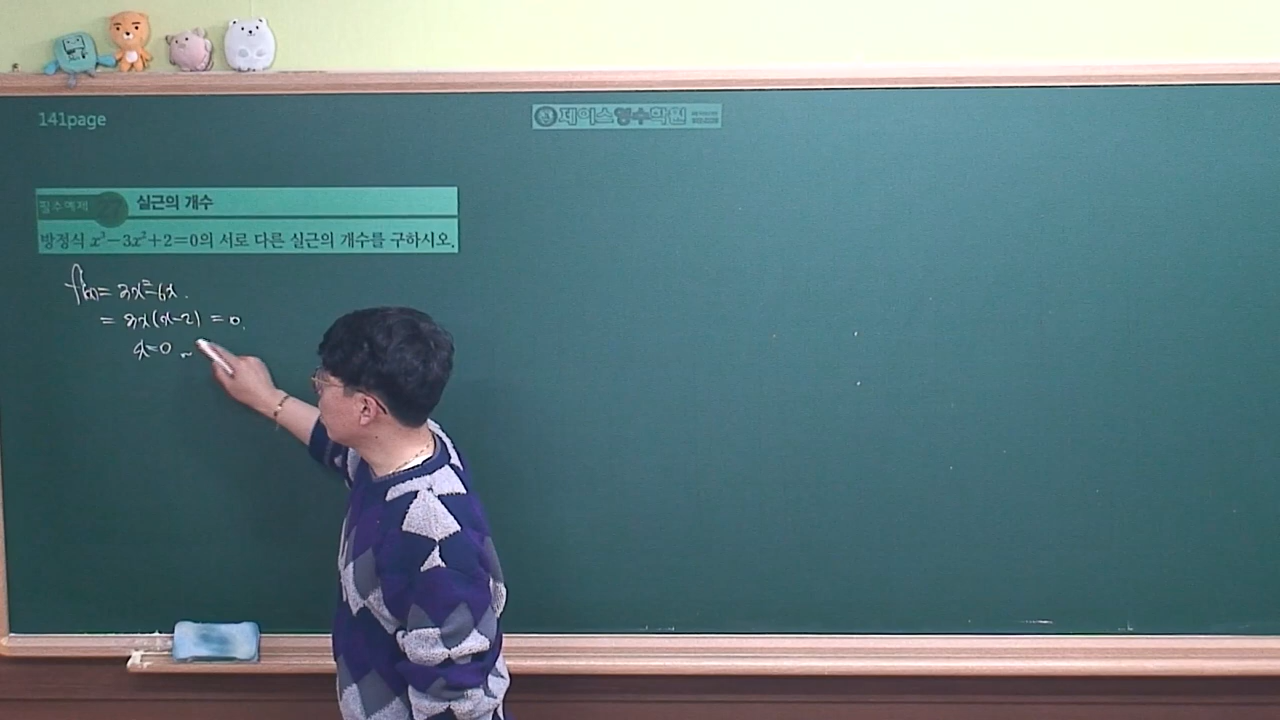 141page
제이스영수학원
필수예제 27 실근의 개수
방정식 x³-3x²+2=0의 서로 다른 실근의 개수를 구하시오.
f'(x)= 3x²-6x.
= 3x(x-2) = 0.
x=0